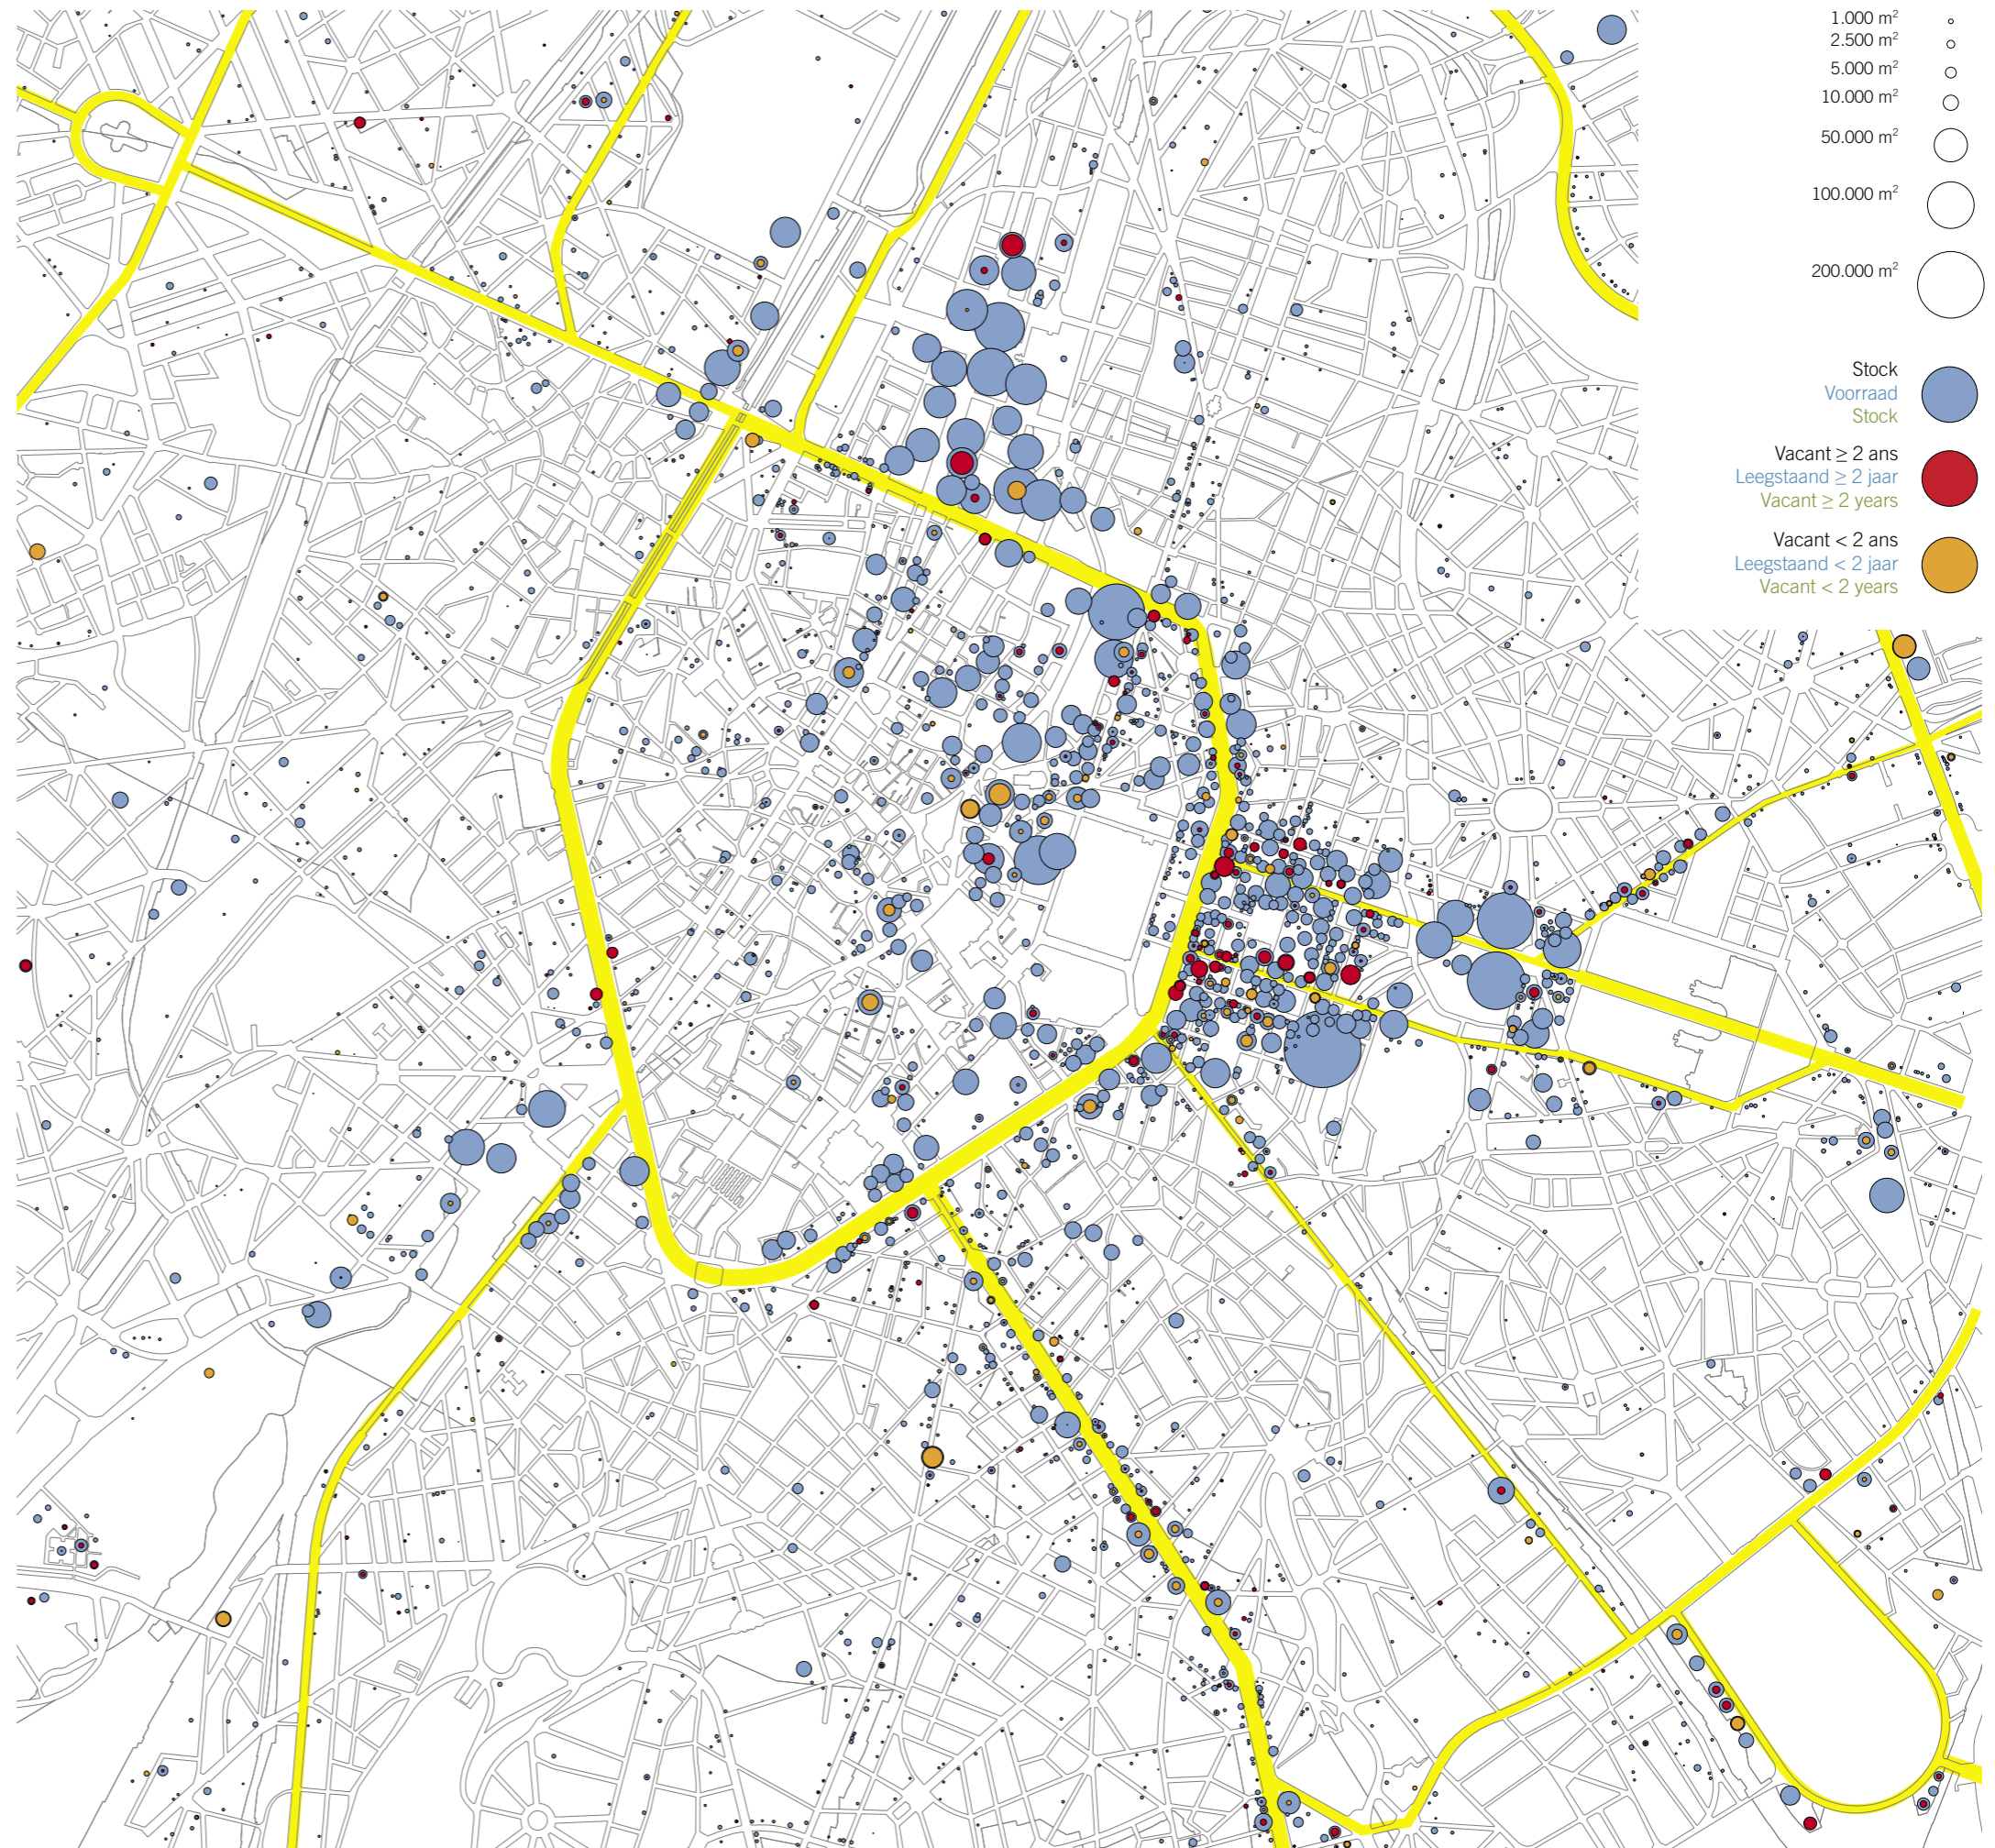 1.000 m²
2.500 m²
5.000 m²
10.000 m²
50.000 m²
100.000 m²
200.000 m²
Stock
Voorraad
Stock
Vacant ≥ 2 ans
Leegstaand ≥ 2 jaar
Vacant ≥ 2 years
Vacant < 2 ans
Leegstaand < 2 jaar
Vacant < 2 years